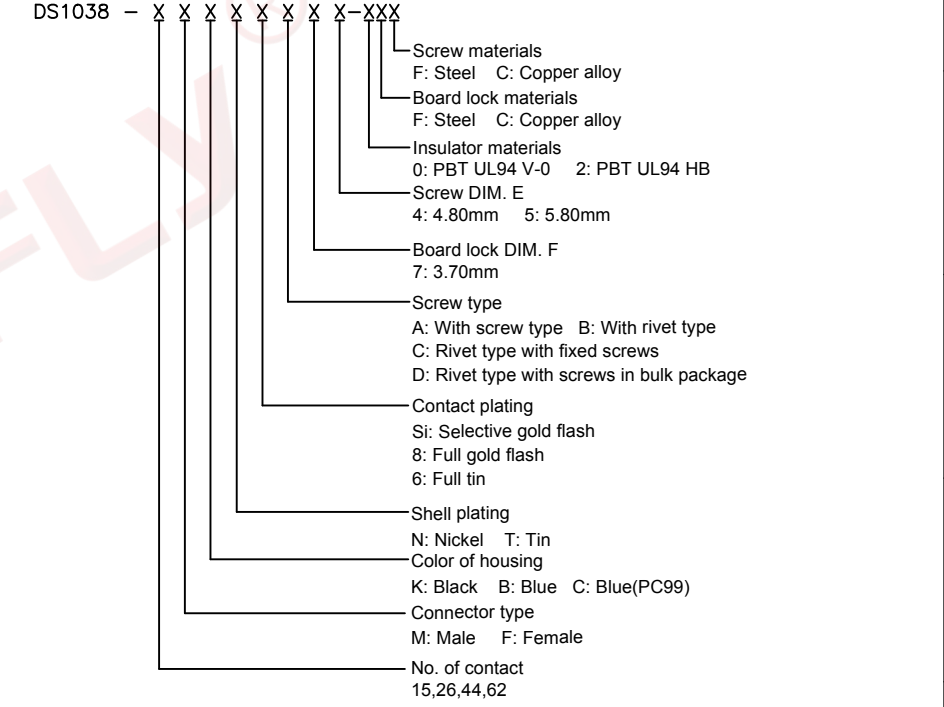 DS1038 - X X X X X X X X-XXX
Screw materials
F: Steel C: Copper alloy
Board lock materials
F: Steel C: Copper alloy
Insulator materials
0: PBT UL94 V-0 2: PBT UL94 HB
Screw DIM. E
4: 4.80mm 5: 5.80mm
Board lock DIM. F
7: 3.70mm
Screw type
A: With screw type B: With rivet type
C: Rivet type with fixed screws
D: Rivet type with screws in bulk package
Contact plating
Si: Selective gold flash
8: Full gold flash
6: Full tin
Shell plating
N: Nickel T: Tin
Color of housing
K: Black B: Blue C: Blue(PC99)
Connector type
M: Male F: Female
No. of contact
15,26,44,62
FLY
®